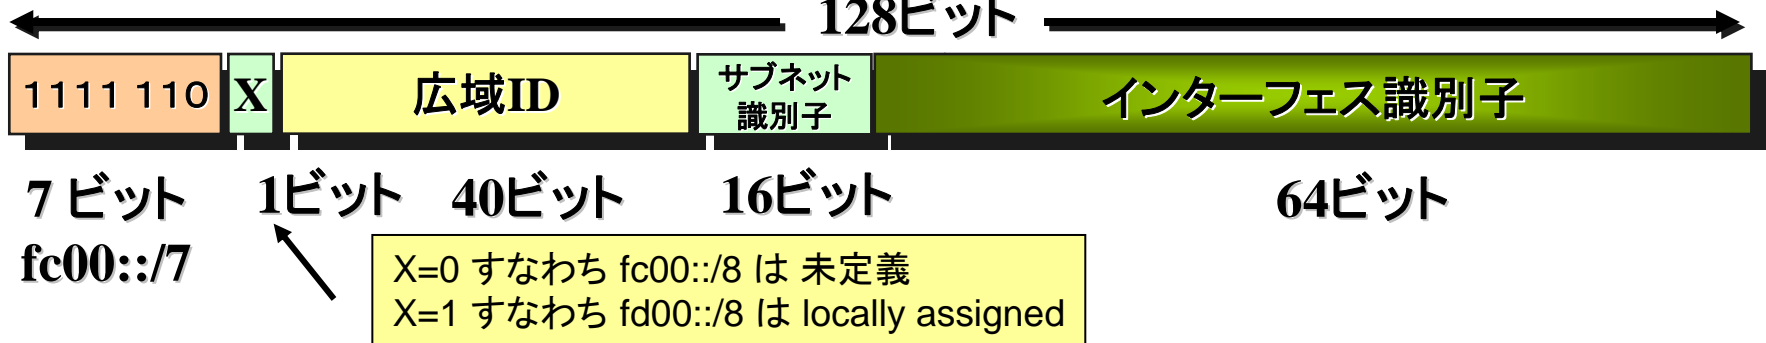 128ビット
1111 110 X 広域ID サブネット
識別子 インターフェス識別子
7 ビット 1ビット 40ビット 16ビット 64ビット
fc00::/7
X=0 すなわち fc00::/8 は 未定義
X=1 すなわち fd00::/8 は locally assigned